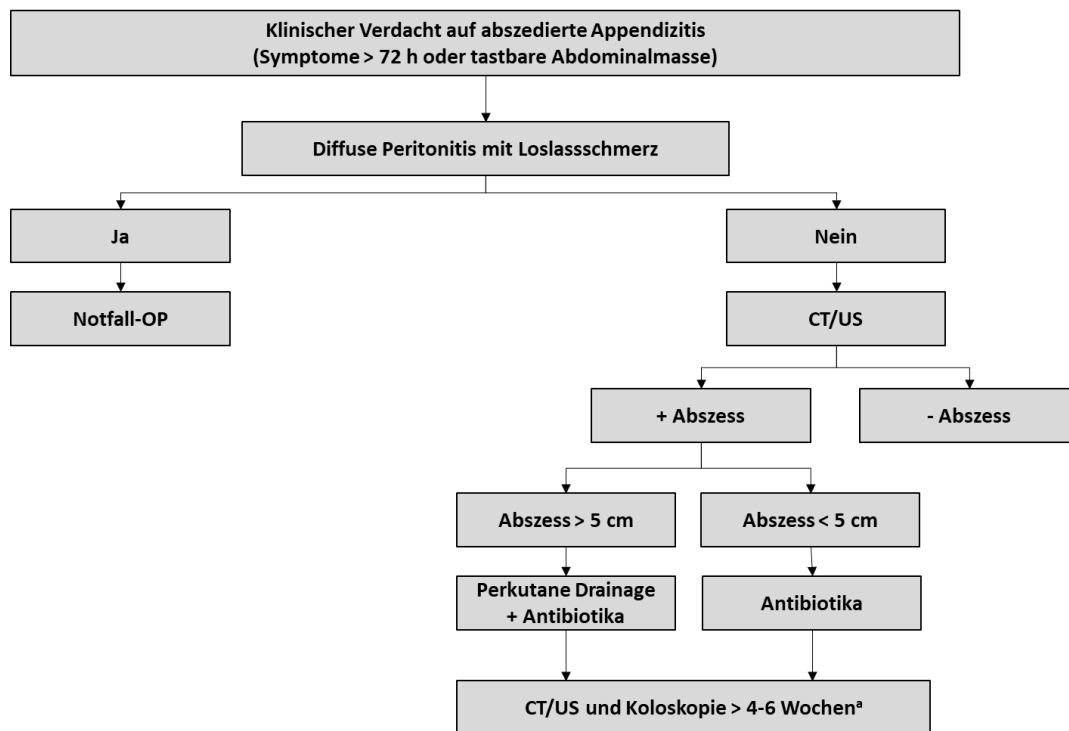 Klinischer Verdacht auf abszedierte Appendizitis
(Symptome > 72 h oder tastbare Abdominalmasse)
Diffuse Peritonitis mit Loslassschmerz
Ja
Nein
Notfall-OP
CT/US
+ Abszess
- Abszess
Abszess > 5 cm
Abszess < 5 cm
Perkutane Drainage
+ Antibiotika
Antibiotika
CT/US und Koloskopie > 4-6 Wochenᵃ